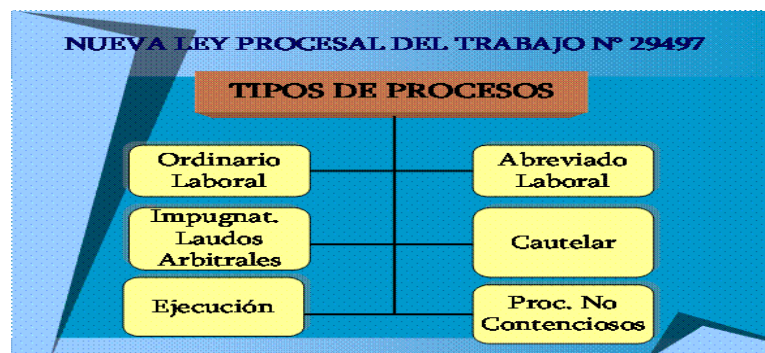 NUEVA LEY PROCESAL DEL TRABAJO Nº 29497
TIPOS DE PROCESOS
Ordinario
Laboral
Abreviado
Laboral
Impugnat.
Laudos
Arbitrales
Cautelar
Ejecución
Proc. No
Contenciosos